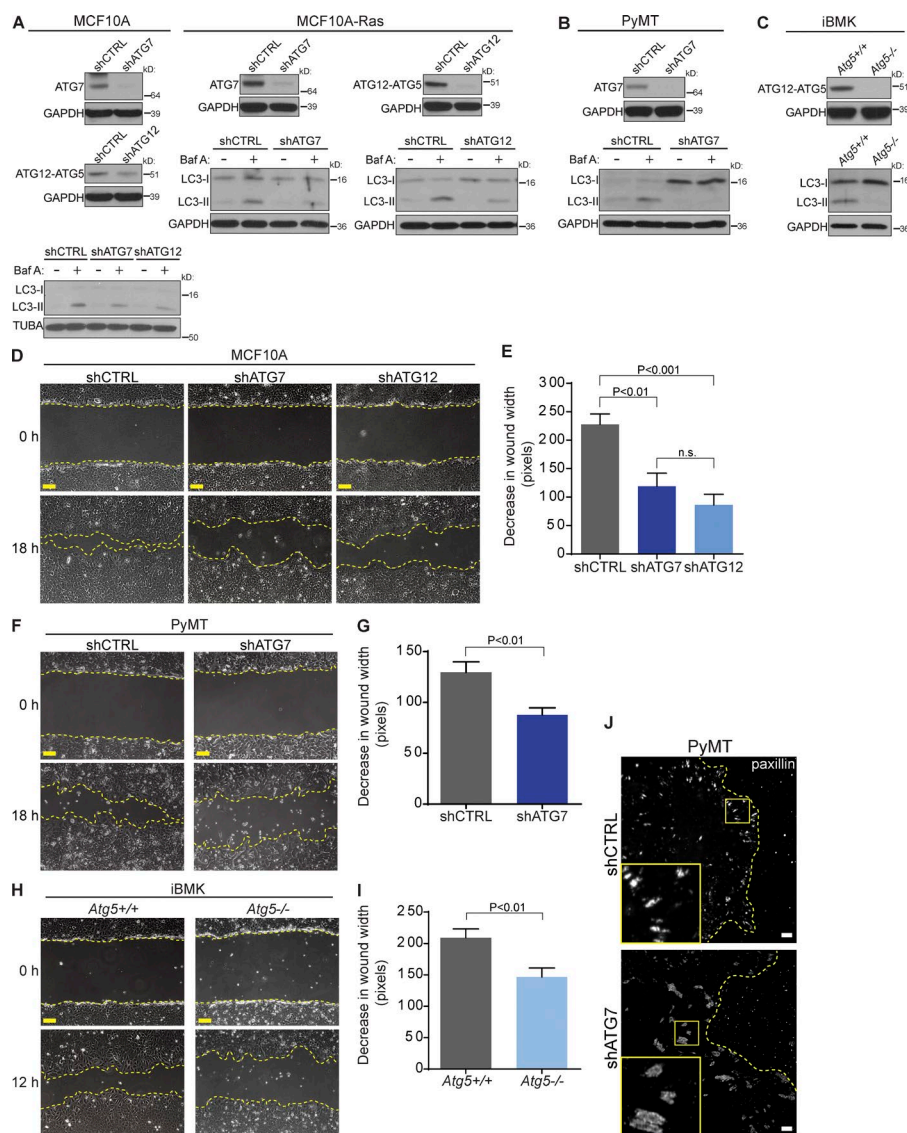 A
MCF10A
MCF10A-Ras
shCTRL
shATG7
kD:
ATG7
64
GAPDH
39
shCTRL
shATG12
kD:
ATG12-ATG5
51
GAPDH
39
shCTRL shATG7 shATG12
Baf A: - + - + - +
kD:
LC3-I
16
LC3-II
TUBA
50
shCTRL
shATG7
kD:
ATG7
64
GAPDH
39
shCTRL
shATG12
kD:
ATG12-ATG5
51
GAPDH
39
shCTRL shATG7
Baf A: - + - +
kD:
LC3-I
16
LC3-II
GAPDH
36
shCTRL shATG12
Baf A: - + - +
kD:
LC3-I
16
LC3-II
GAPDH
36
B
PyMT
shCTRL
shATG7
kD:
ATG7
64
GAPDH
39
shCTRL shATG7
Baf A: - + - +
kD:
LC3-I
16
LC3-II
GAPDH
36
C
iBMK
Atg5+/+
Atg5-/-
kD:
ATG12-ATG5
51
GAPDH
39
Atg5+/+
Atg5-/-
kD:
LC3-I
16
LC3-II
GAPDH
36
D
MCF10A
shCTRL shATG7 shATG12
0 h
18 h
E
Decrease in wound width
(pixels)
300
250
200
150
100
50
0
P<0.001
P<0.01
n.s.
shCTRL shATG7 shATG12
F
PyMT
shCTRL shATG7
0 h
18 h
G
Decrease in wound width
(pixels)
150
100
50
0
P<0.01
shCTRL shATG7
H
iBMK
Atg5+/+ Atg5-/-
0 h
12 h
I
Decrease in wound width
(pixels)
250
200
150
100
50
0
P<0.01
Atg5+/+ Atg5-/-
J
PyMT
paxillin
shCTRL
shATG7